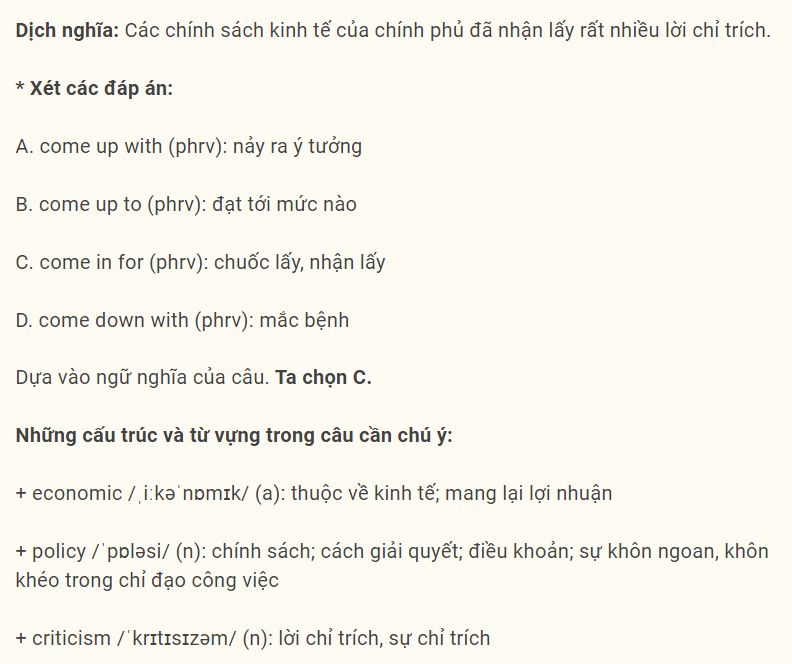 Dịch nghĩa: Các chính sách kinh tế của chính phủ đã nhận lấy rất nhiều lời chỉ trích.
* Xét các đáp án:
A. come up with (phrv): nảy ra ý tưởng
B. come up to (phrv): đạt tới mức nào
C. come in for (phrv): chuốc lấy, nhận lấy
D. come down with (phrv): mắc bệnh
Dựa vào ngữ nghĩa của câu. Ta chọn C.
Những cấu trúc và từ vựng trong câu cần chú ý:
+ economic /ˌiːkəˈnɒmɪk/ (a): thuộc về kinh tế; mang lại lợi nhuận
+ policy /ˈpɒləsi/ (n): chính sách; cách giải quyết; điều khoản; sự khôn ngoan, khôn
khéo trong chỉ đạo công việc
+ criticism /ˈkrɪtɪsɪzəm/ (n): lời chỉ trích, sự chỉ trích